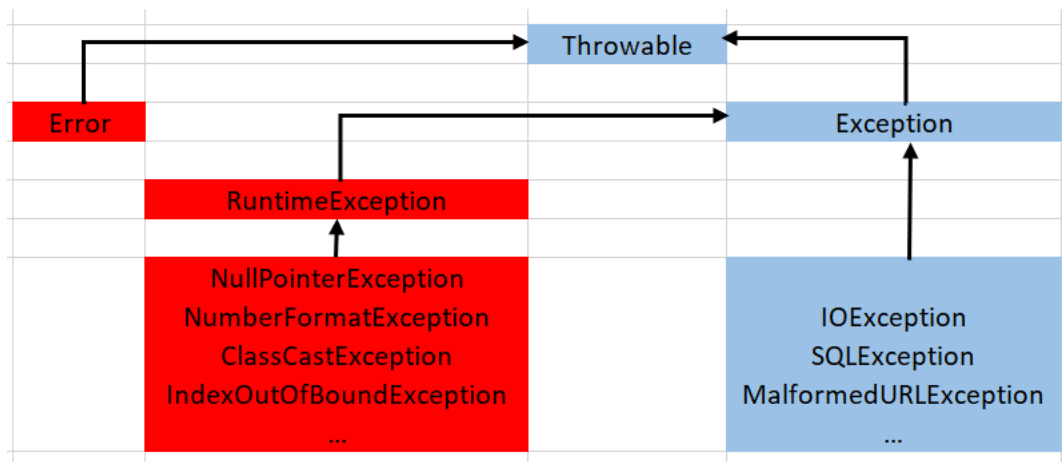 Throwable
Error
Exception
RuntimeException
NullPointerException
NumberFormatException
ClassCastException
IndexOutOfBoundException
...
IOException
SQLException
MalformedURLException
...